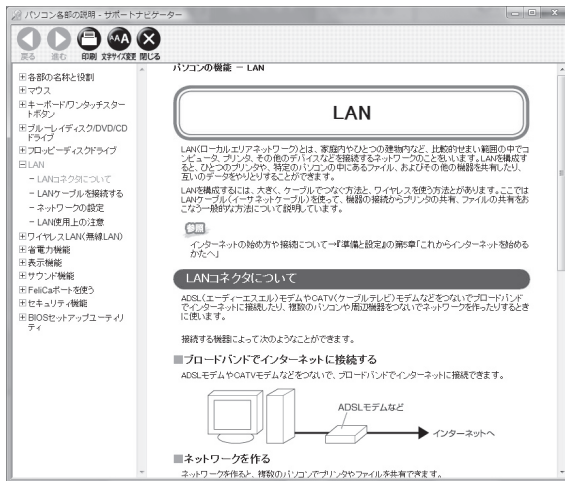 パソコン各部の説明 - サポートナビゲーター
戻る 進む 印刷 文字サイズ変更 閉じる
各部の名称と役割
マウス
キーボード/ワンタッチスタートボタン
ブルーレイディスク/DVD/CDドライブ
フロッピーディスクドライブ
LAN
- LANコネクタについて
- LANケーブルを接続する
- ネットワークの設定
- LAN使用上の注意
ワイヤレスLAN(無線LAN)
省電力機能
表示機能
サウンド機能
FeliCaポートを使う
セキュリティ機能
BIOSセットアップユーティリティ
パソコンの機能 - LAN
LAN
LAN(ローカルエリアネットワーク)とは、家庭内やひとつの建物内など、比較的せまい範囲の中でコ
ンピュータ、プリンタ、その他のデバイスなどを接続するネットワークのことをいいます。LANを構成す
ると、ひとつのプリンタや、特定のパソコンの中にあるファイル、およびその他の機器を共有したり、
互いのデータをやりとりすることができます。
LANを構成するには、大きく、ケーブルでつなぐ方法と、ワイヤレスを使う方法とがあります。ここでは
LANケーブル(イーサネットケーブル)を使って、機器の接続からプリンタの共有、ファイルの共有をお
こなう一般的な方法について説明しています。
参照
インターネットの始め方や接続について→『準備と設定』の第5章「これからインターネットを始める
かたへ」
LANコネクタについて
ADSL(エーディーエスエル)モデムやCATV(ケーブルテレビ)モデムなどをつないでブロードバンド
でインターネットに接続したり、複数のパソコンや周辺機器をつないでネットワークを作ったりするとき
に使います。
接続する機器によって次のようなことができます。
■ブロードバンドでインターネットに接続する
ADSLモデムやCATVモデムなどをつないで、ブロードバンドでインターネットに接続できます。
ADSLモデムなど
インターネットへ
■ネットワークを作る
ネットワークを作ると、複数のパソコンでプリンタやファイルを共有できます。